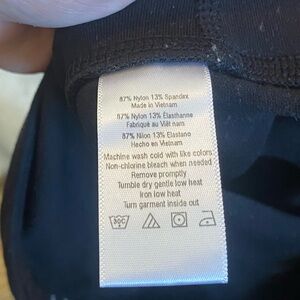 87% Nylon 13% Spandex
Made in Vietnam
87% Nylon 13% Élasthanne
Fabriqué au Viêt nam
87% Nilon 13% Elastano
Hecho en Vietnam
Machine wash cold with like colors
Non-chlorine bleach when needed
Remove promptly
Tumble dry gentle low heat
Iron low heat
Turn garment inside out
30C